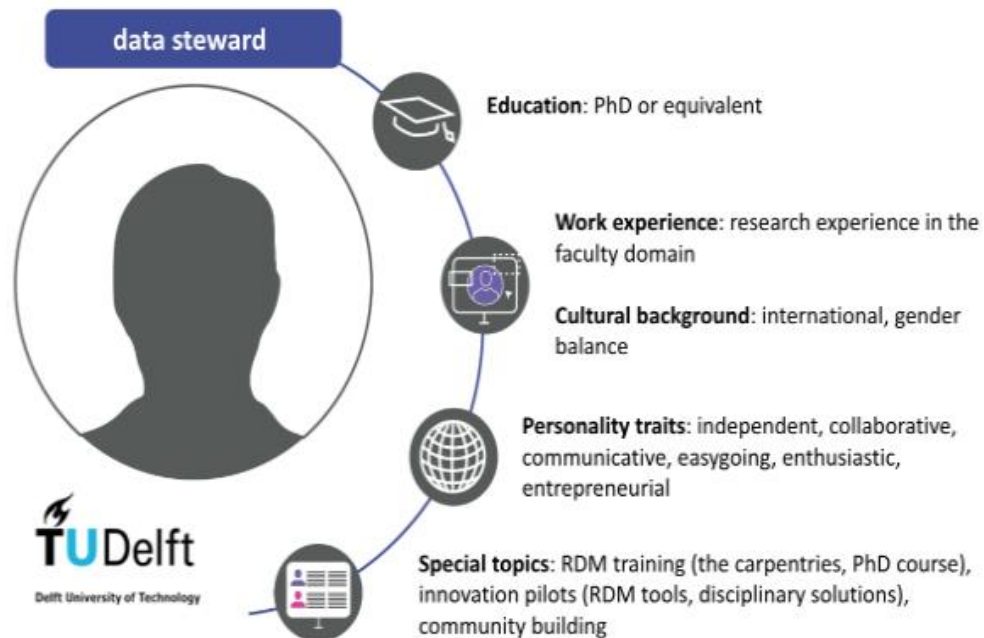 data steward
Education: PhD or equivalent
Work experience: research experience in the
faculty domain
Cultural background: international, gender
balance
Personality traits: independent, collaborative,
communicative, easygoing, enthusiastic,
entrepreneurial
TUDelft
Delft University of Technology
Special topics: RDM training (the carpentries, PhD course),
innovation pilots (RDM tools, disciplinary solutions),
community building